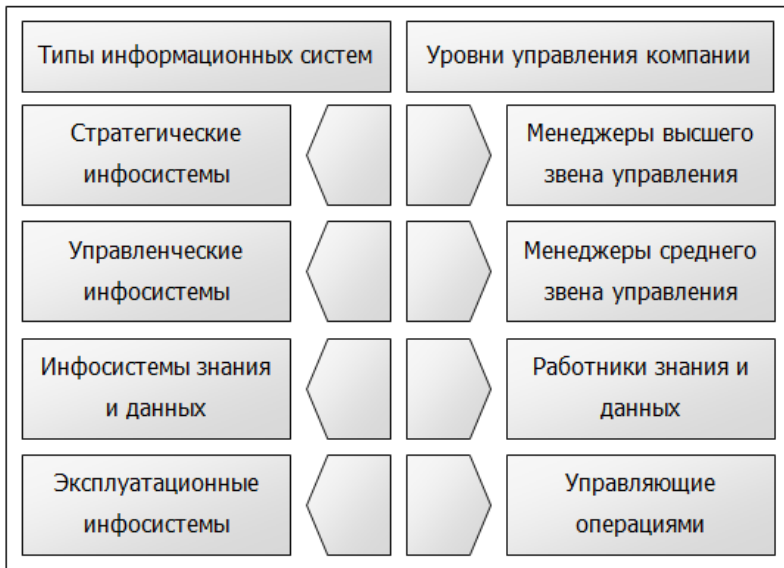 Типы информационных систем
Уровни управления компании
Стратегические
инфосистемы
Менеджеры высшего
звена управления
Управленческие
инфосистемы
Менеджеры среднего
звена управления
Инфосистемы знания
и данных
Работники знания и
данных
Эксплуатационные
инфосистемы
Управляющие
операциями